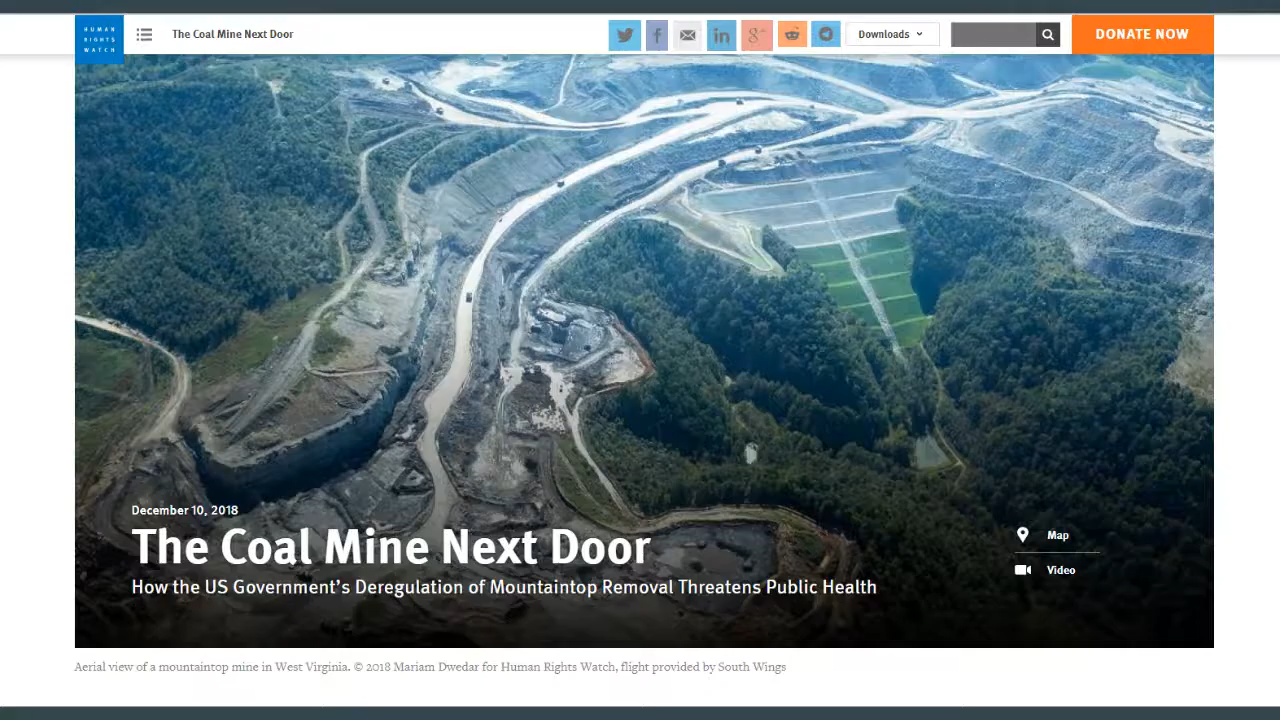 HUMAN
RIGHTS
WATCH
The Coal Mine Next Door
f
in
g+
Downloads
DONATE NOW
December 10, 2018
The Coal Mine Next Door
How the US Government's Deregulation of Mountaintop Removal Threatens Public Health
Map
Video
Aerial view of a mountaintop mine in West Virginia. © 2018 Mariam Dwedar for Human Rights Watch, flight provided by South Wings